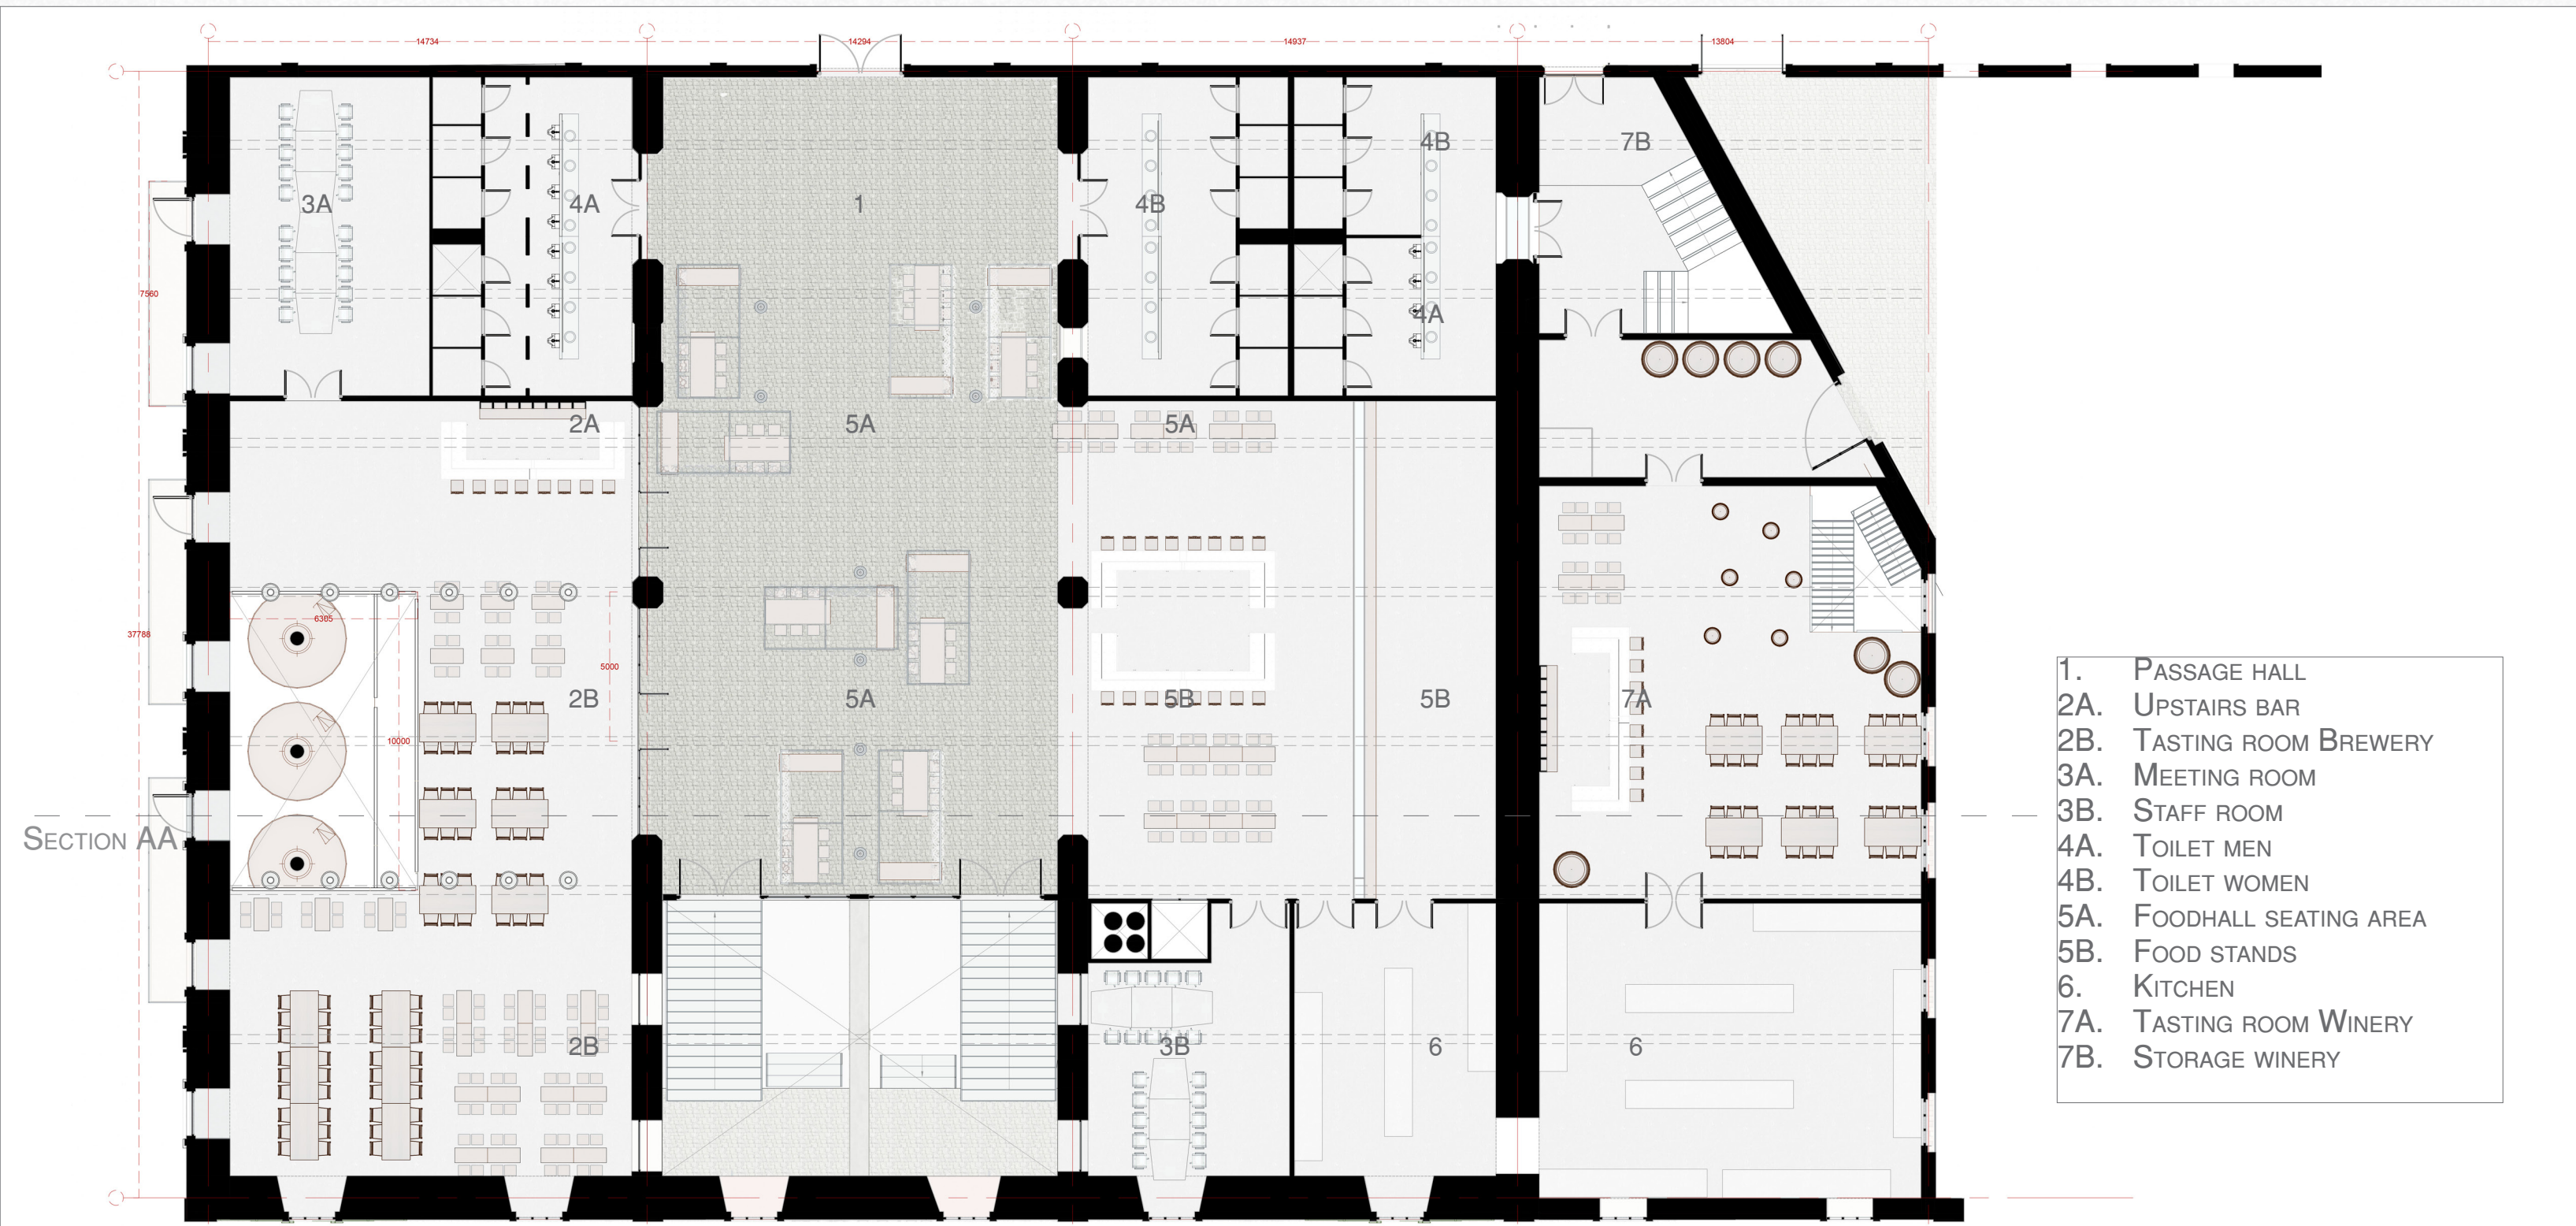 14734
14294
14937
13804
4B
7B
3A
4A
1
4B
7560
4A
2A
5A
5A
6305
37788
5000
2B
5A
5B
5B
7A
10000
SECTION AA
2B
3B
6
6
1. PASSAGE HALL
2A. UPSTAIRS BAR
2B. TASTING ROOM BREWERY
3A. MEETING ROOM
3B. STAFF ROOM
4A. TOILET MEN
4B. TOILET WOMEN
5A. FOODHALL SEATING AREA
5B. FOOD STANDS
6. KITCHEN
7A. TASTING ROOM WINERY
7B. STORAGE WINERY